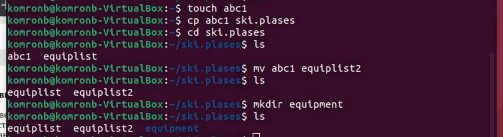 komronb@komronb-VirtualBox:~$ touch abc1
komronb@komronb-VirtualBox:~$ cp abc1 ski.plases
komronb@komronb-VirtualBox:~$ cd ski.plases
komronb@komronb-VirtualBox:~/ski.plases$ ls
abc1  equiplist
komronb@komronb-VirtualBox:~/ski.plases$ mv abc1 equiplist2
komronb@komronb-VirtualBox:~/ski.plases$ ls
equiplist  equiplist2
komronb@komronb-VirtualBox:~/ski.plases$ mkdir equipment
komronb@komronb-VirtualBox:~/ski.plases$ ls
equiplist  equiplist2  equipment